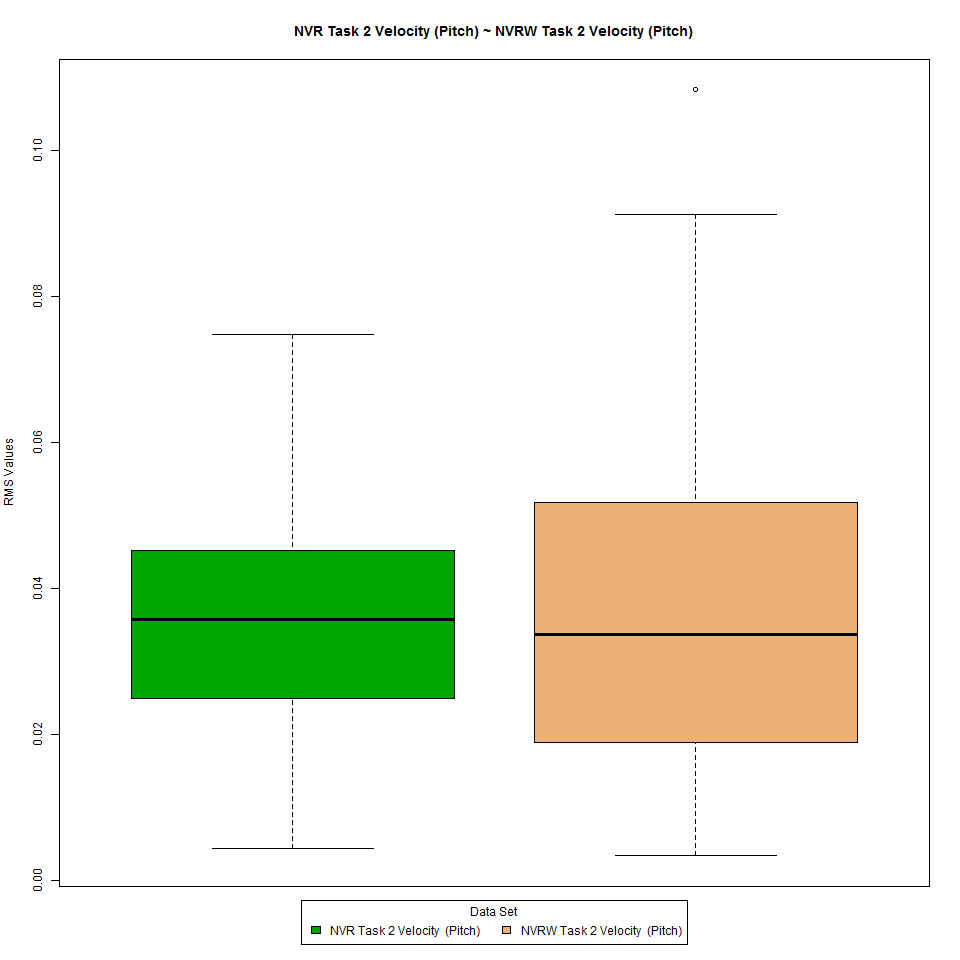 NVR Task 2 Velocity (Pitch) ~ NVRW Task 2 Velocity (Pitch)
0.10
0.08
0.06
RMS Values
0.04
0.02
0.00
Data Set
NVR Task 2 Velocity (Pitch) NVRW Task 2 Velocity (Pitch)